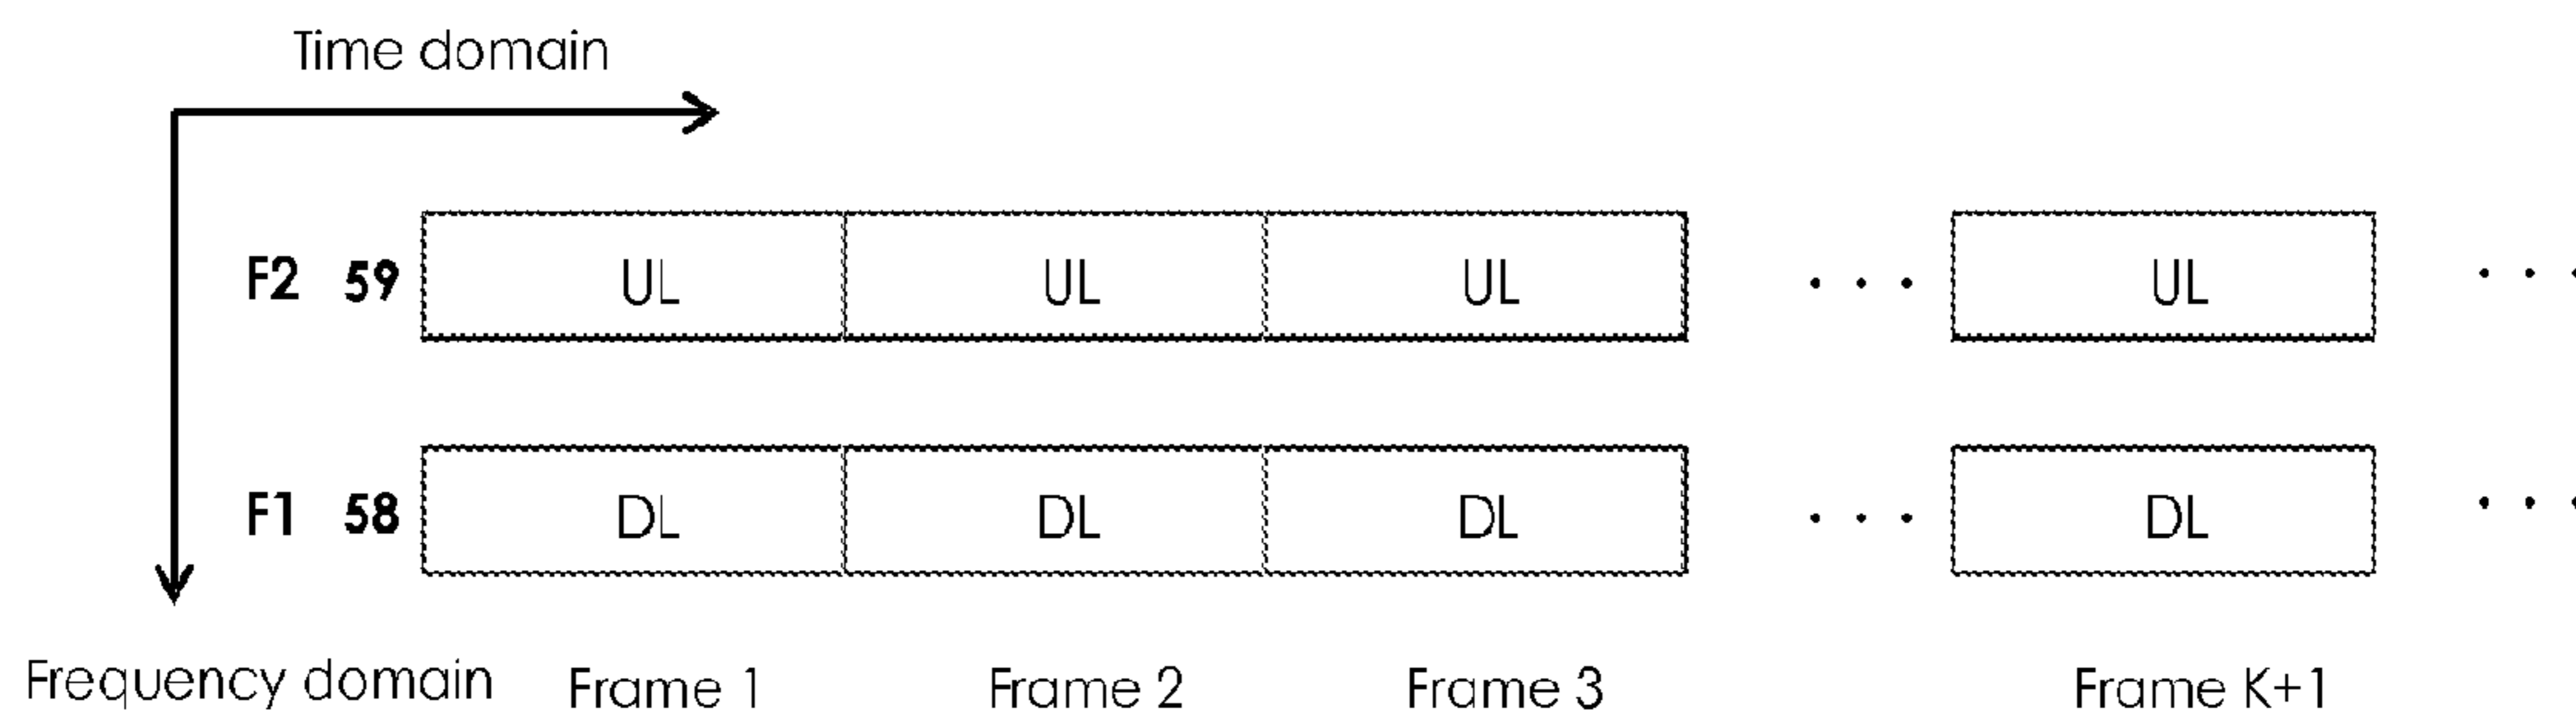 Time domain
F2 59 UL UL UL . . . UL . . .
F1 58 DL DL DL . . . DL . . .
Frequency domain Frame 1 Frame 2 Frame 3 Frame K+1